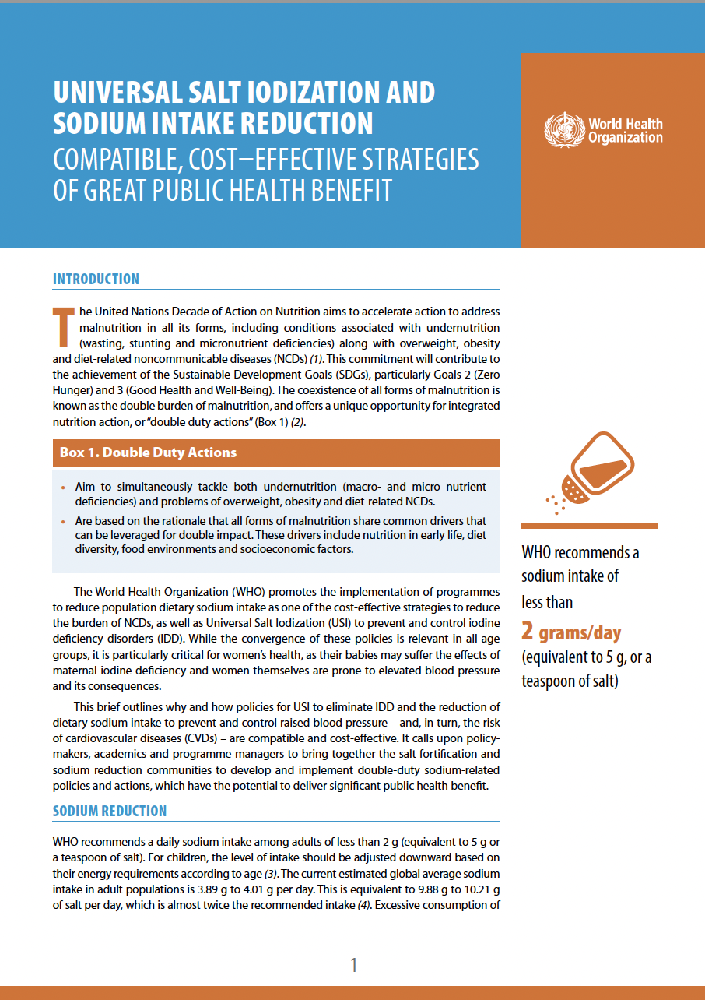 UNIVERSAL SALT IODIZATION AND
SODIUM INTAKE REDUCTION
COMPATIBLE, COST–EFFECTIVE STRATEGIES
OF GREAT PUBLIC HEALTH BENEFIT
World Health
Organization
INTRODUCTION
The United Nations Decade of Action on Nutrition aims to accelerate action to address
malnutrition in all its forms, including conditions associated with undernutrition
(wasting, stunting and micronutrient deficiencies) along with overweight, obesity
and diet-related noncommunicable diseases (NCDs) (1). This commitment will contribute to
the achievement of the Sustainable Development Goals (SDGs), particularly Goals 2 (Zero
Hunger) and 3 (Good Health and Well-Being). The coexistence of all forms of malnutrition is
known as the double burden of malnutrition, and offers a unique opportunity for integrated
nutrition action, or “double duty actions” (Box 1) (2).
Box 1. Double Duty Actions
• Aim to simultaneously tackle both undernutrition (macro- and micro nutrient
deficiencies) and problems of overweight, obesity and diet-related NCDs.
• Are based on the rationale that all forms of malnutrition share common drivers that
can be leveraged for double impact. These drivers include nutrition in early life, diet
diversity, food environments and socioeconomic factors.
The World Health Organization (WHO) promotes the implementation of programmes
to reduce population dietary sodium intake as one of the cost-effective strategies to reduce
the burden of NCDs, as well as Universal Salt Iodization (USI) to prevent and control iodine
deficiency disorders (IDD). While the convergence of these policies is relevant in all age
groups, it is particularly critical for women’s health, as their babies may suffer the effects of
maternal iodine deficiency and women themselves are prone to elevated blood pressure
and its consequences.
This brief outlines why and how policies for USI to eliminate IDD and the reduction of
dietary sodium intake to prevent and control raised blood pressure – and, in turn, the risk
of cardiovascular diseases (CVDs) – are compatible and cost-effective. It calls upon policy-
makers, academics and programme managers to bring together the salt fortification and
sodium reduction communities to develop and implement double-duty sodium-related
policies and actions, which have the potential to deliver significant public health benefit.
SODIUM REDUCTION
WHO recommends a daily sodium intake among adults of less than 2 g (equivalent to 5 g or
a teaspoon of salt). For children, the level of intake should be adjusted downward based on
their energy requirements according to age (3). The current estimated global average sodium
intake in adult populations is 3.89 g to 4.01 g per day. This is equivalent to 9.88 g to 10.21 g
of salt per day, which is almost twice the recommended intake (4). Excessive consumption of
WHO recommends a
sodium intake of
less than
2 grams/day
(equivalent to 5 g, or a
teaspoon of salt)
1